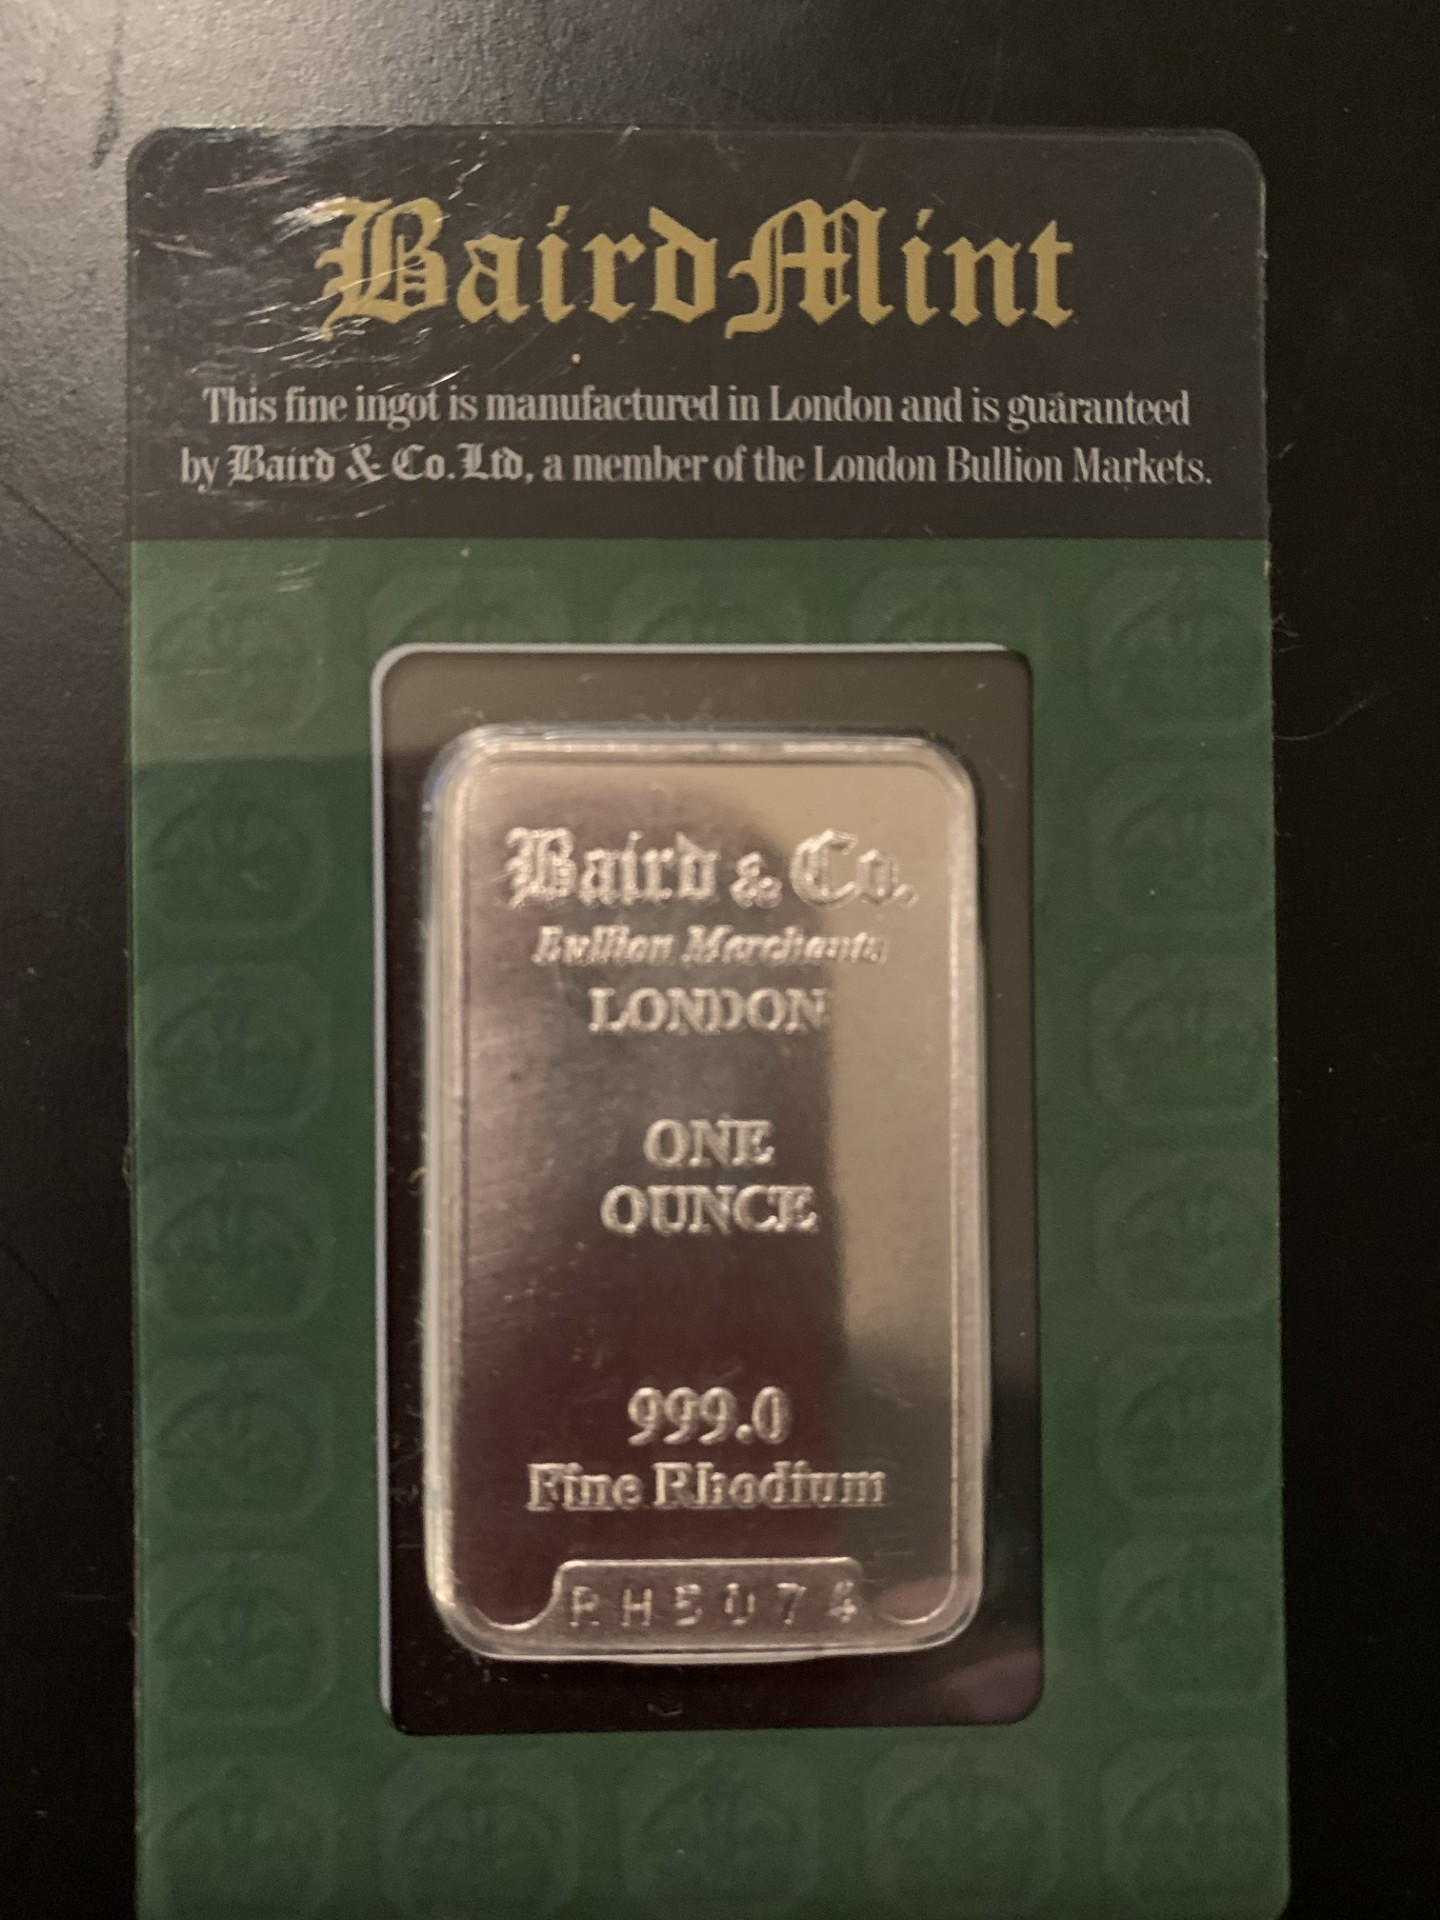 BairdMint
This fine ingot is manufactured in London and is guaranteed
by Baird & Co. Ltd, a member of the London Bullion Markets.
Baird & Co.
Bullion Merchants
LONDON
ONE
OUNCE
999.0
Fine Rhodium
RH5074